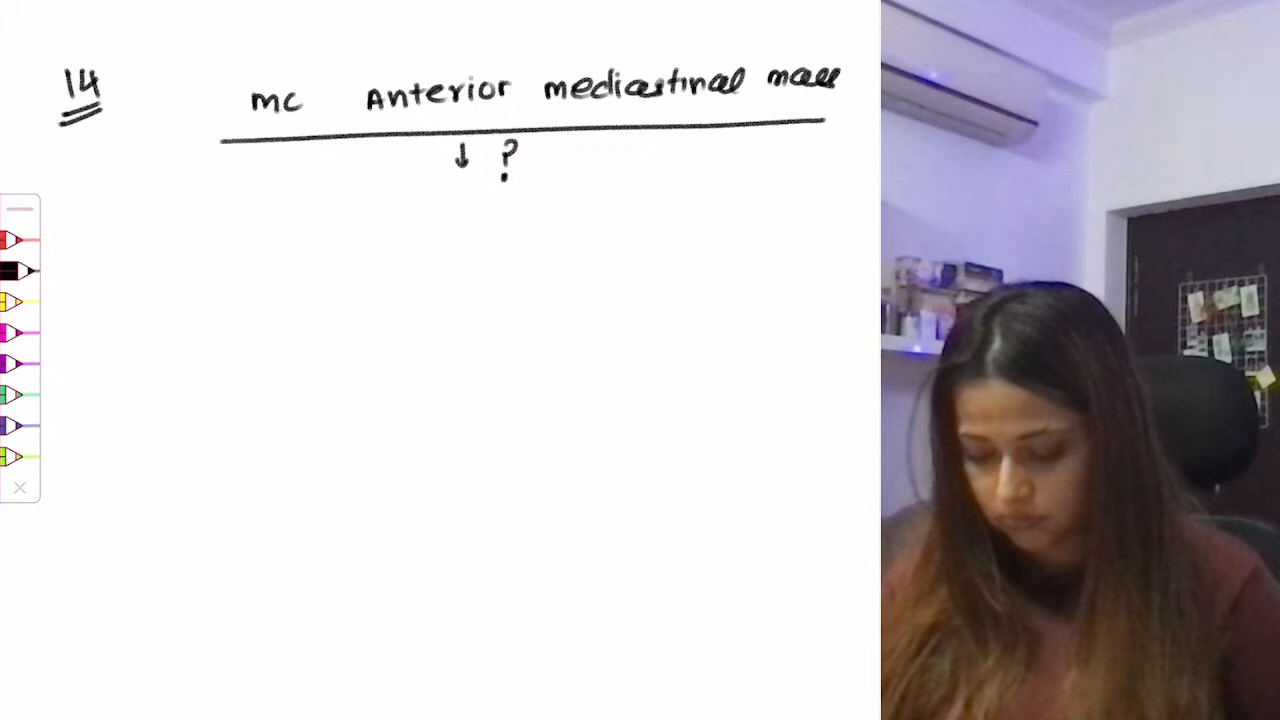 14
mc Anterior mediastinal mass
↓ ?